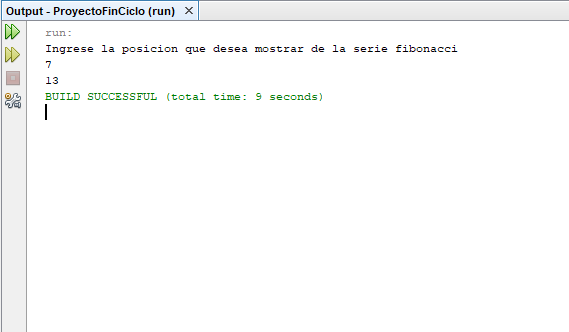 Output - ProyectoFinCiclo (run)
run:
Ingrese la posicion que desea mostrar de la serie fibonacci
7
13
BUILD SUCCESSFUL (total time: 9 seconds)